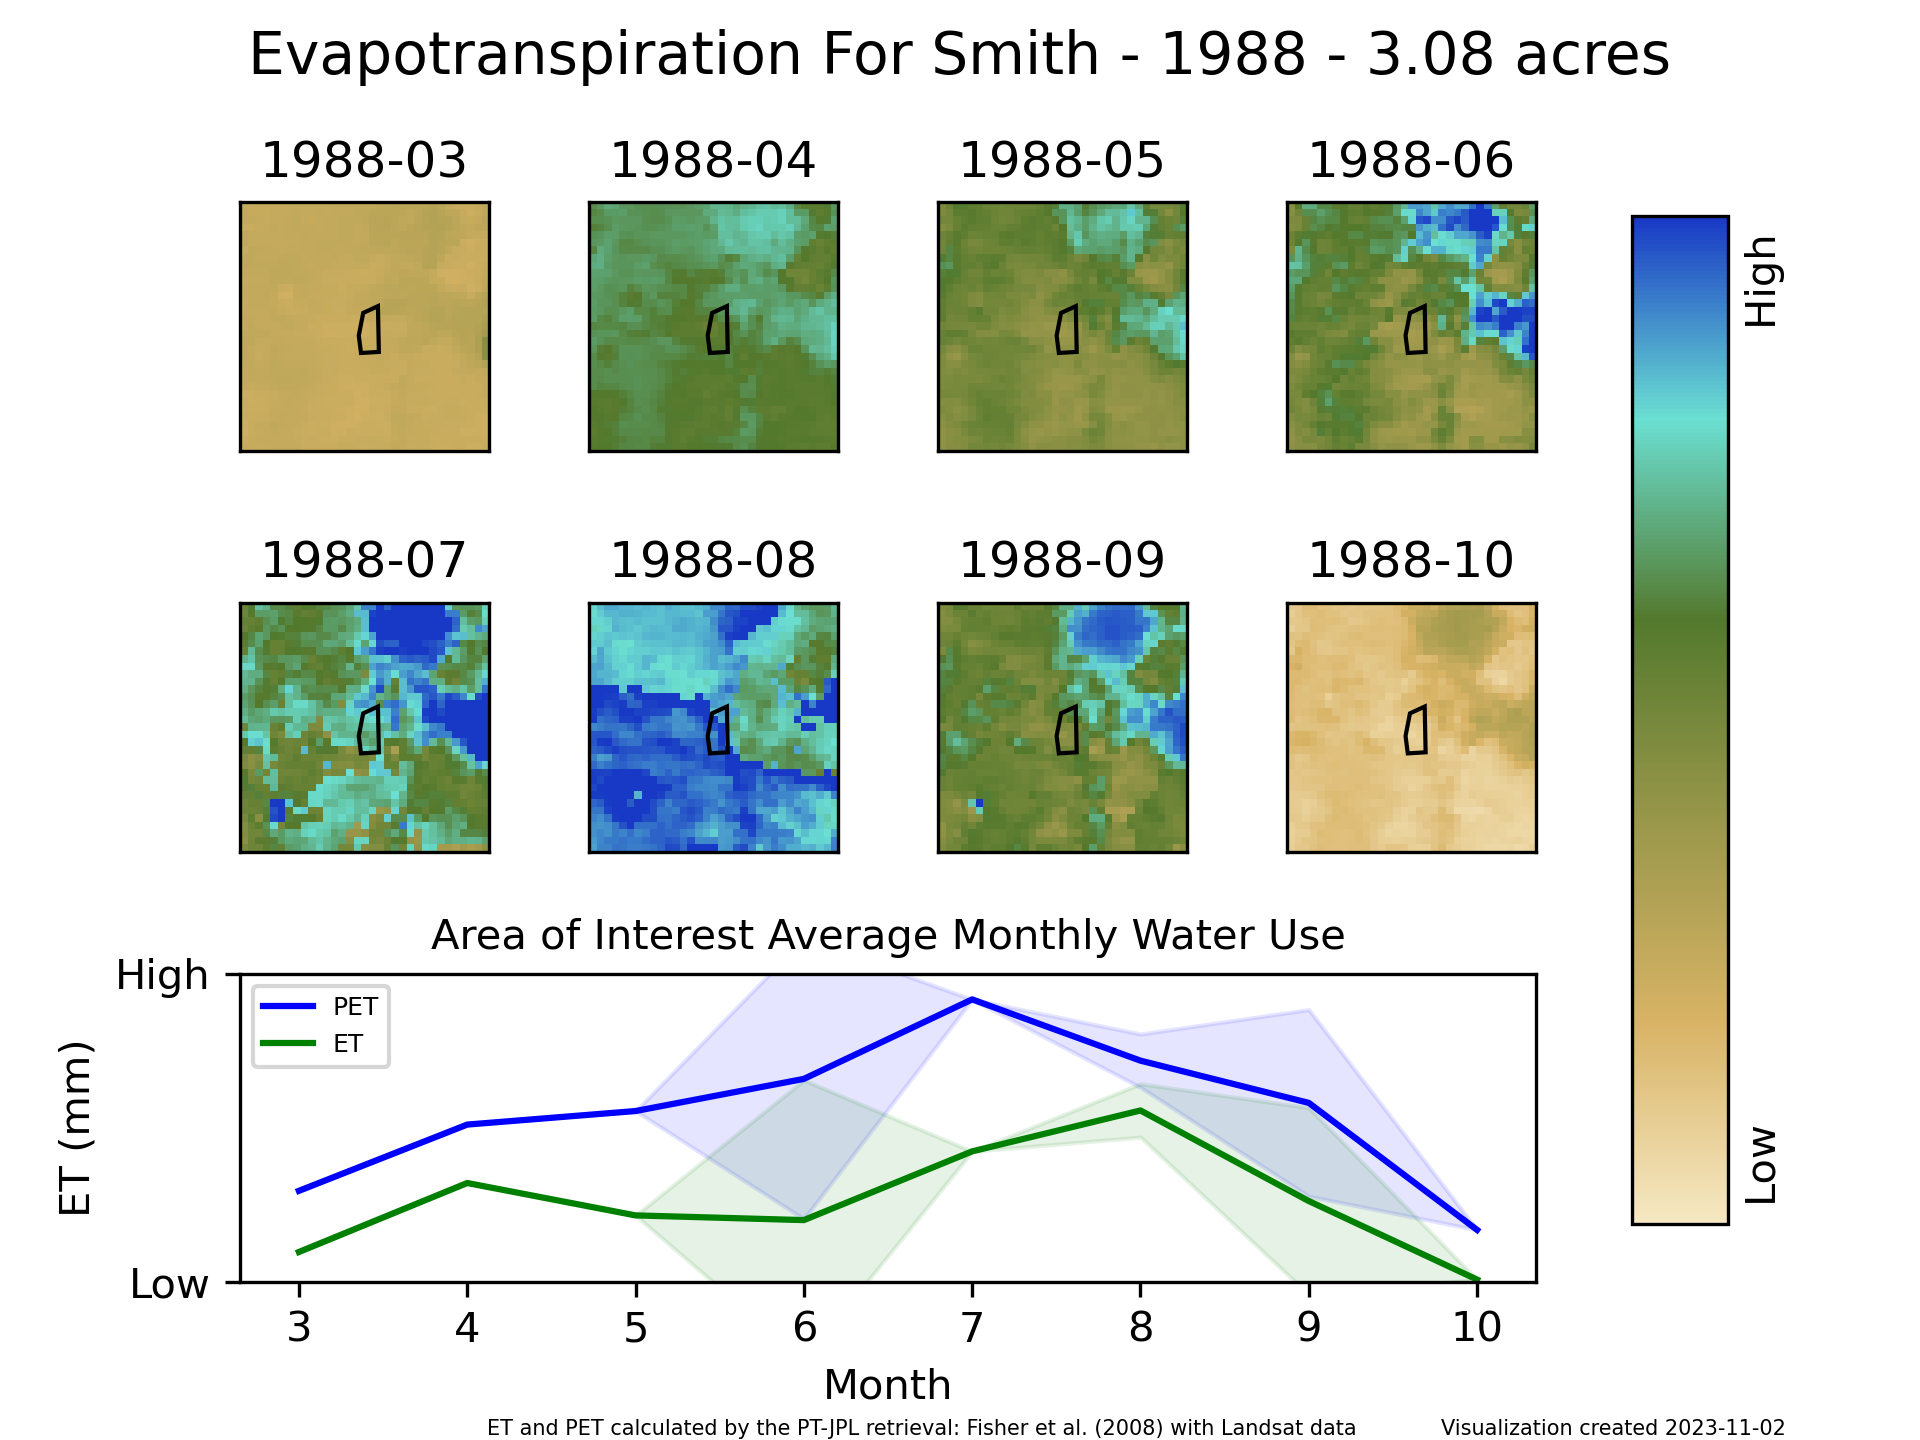 Evapotranspiration For Smith - 1988 - 3.08 acres
1988-03
1988-04
1988-05
1988-06
1988-07
1988-08
1988-09
1988-10
High
Low
Area of Interest Average Monthly Water Use
High
Low
ET (mm)
PET
ET
3 4 5 6 7 8 9 10
Month
ET and PET calculated by the PT-JPL retrieval: Fisher et al. (2008) with Landsat data
Visualization created 2023-11-02